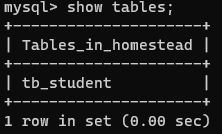 mysql> show tables;
+---------------------+
| Tables_in_homestead |
+---------------------+
| tb_student          |
+---------------------+
1 row in set (0.00 sec)